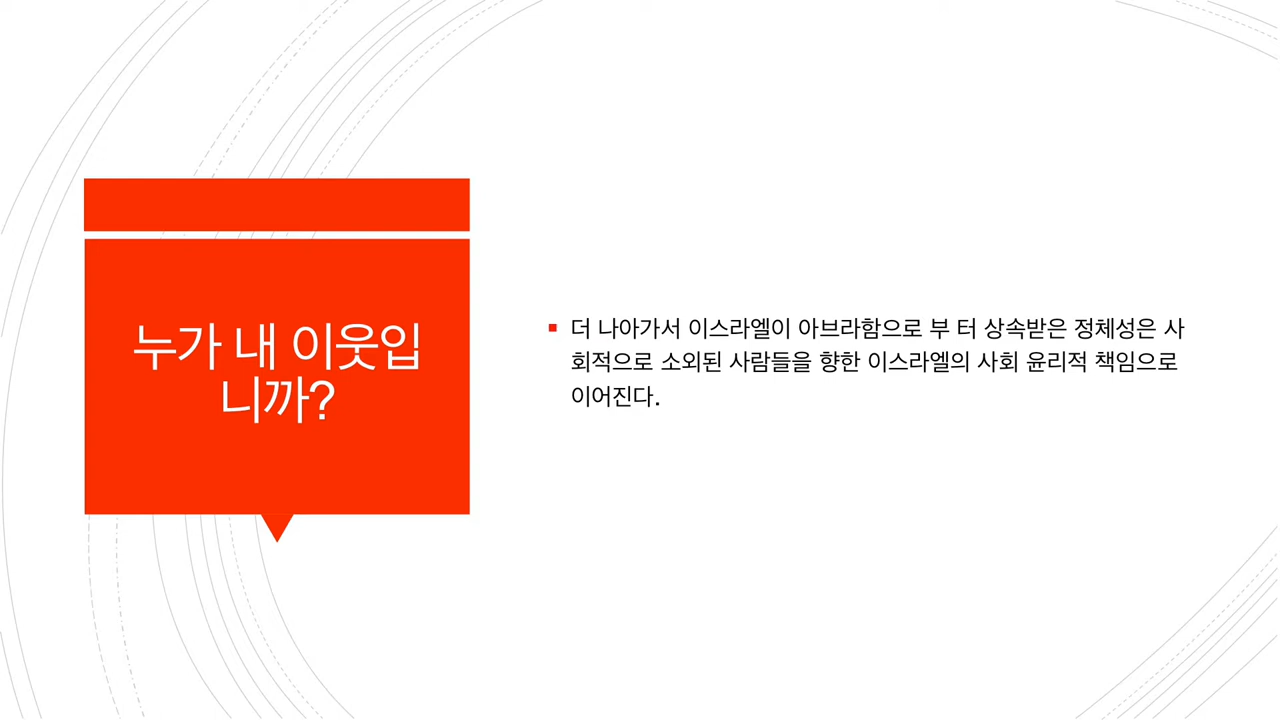 누가 내 이웃입
니까?
더 나아가서 이스라엘이 아브라함으로 부 터 상속받은 정체성은 사
회적으로 소외된 사람들을 향한 이스라엘의 사회 윤리적 책임으로
이어진다.